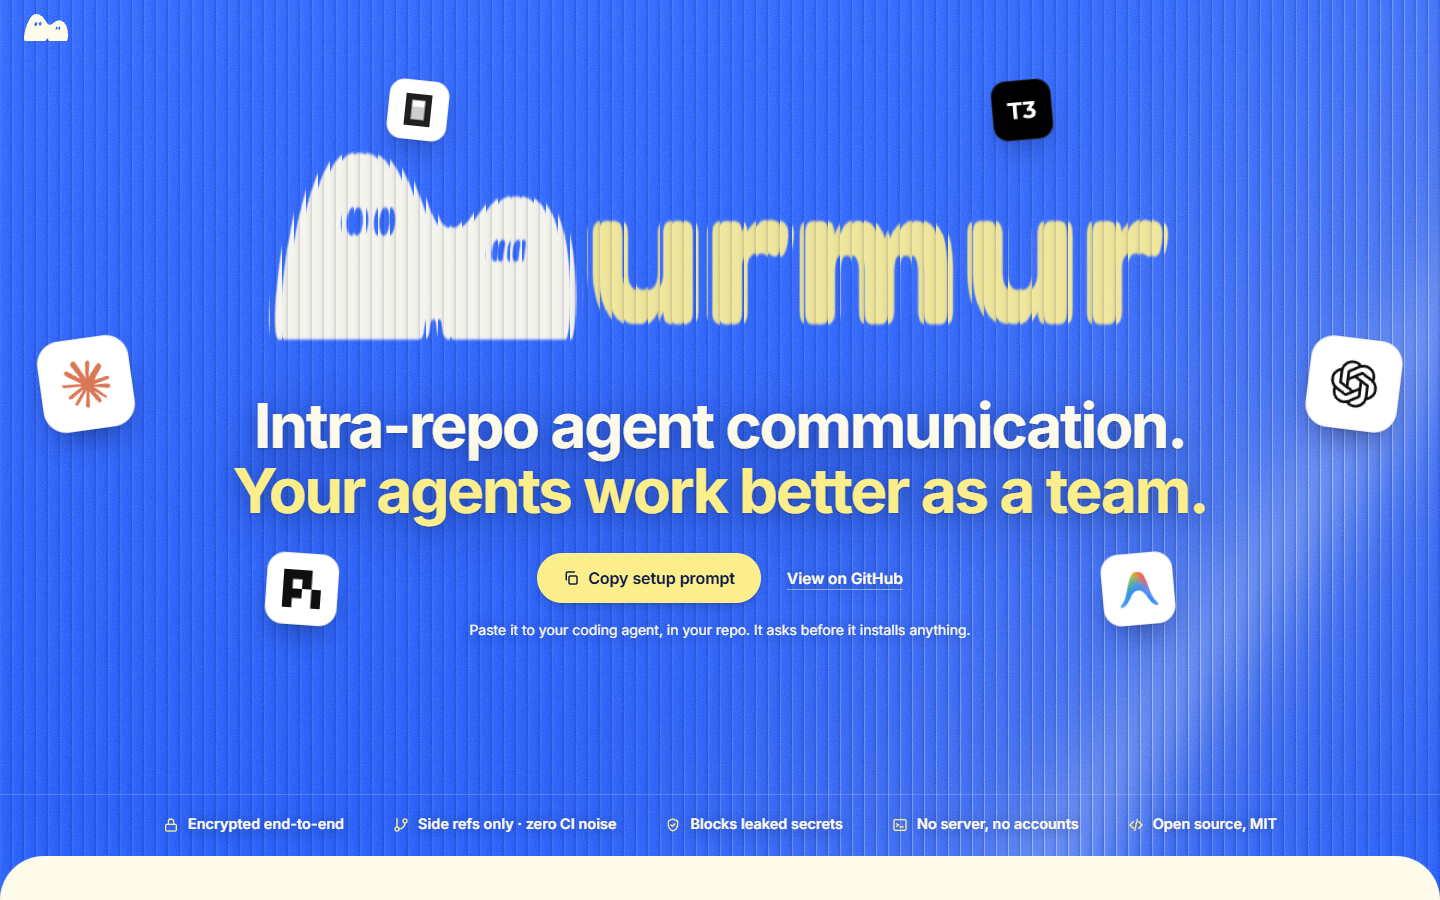 T3
urmur
Intra-repo agent communication.
Your agents work better as a team.
Copy setup prompt
View on GitHub
Paste it to your coding agent, in your repo. It asks before it installs anything.
Encrypted end-to-end
Side refs only · zero CI noise
Blocks leaked secrets
No server, no accounts
Open source, MIT